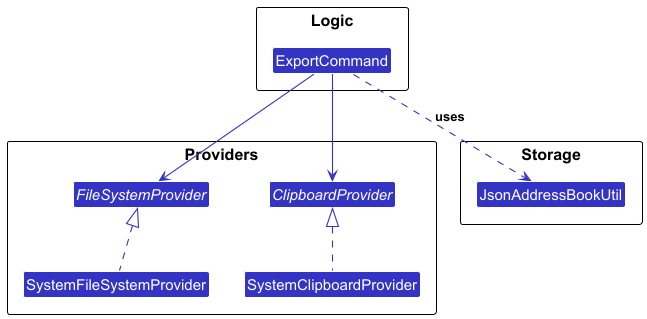 Logic
ExportCommand
uses
Providers
Storage
FileSystemProvider
ClipboardProvider
JsonAddressBookUtil
SystemFileSystemProvider
SystemClipboardProvider